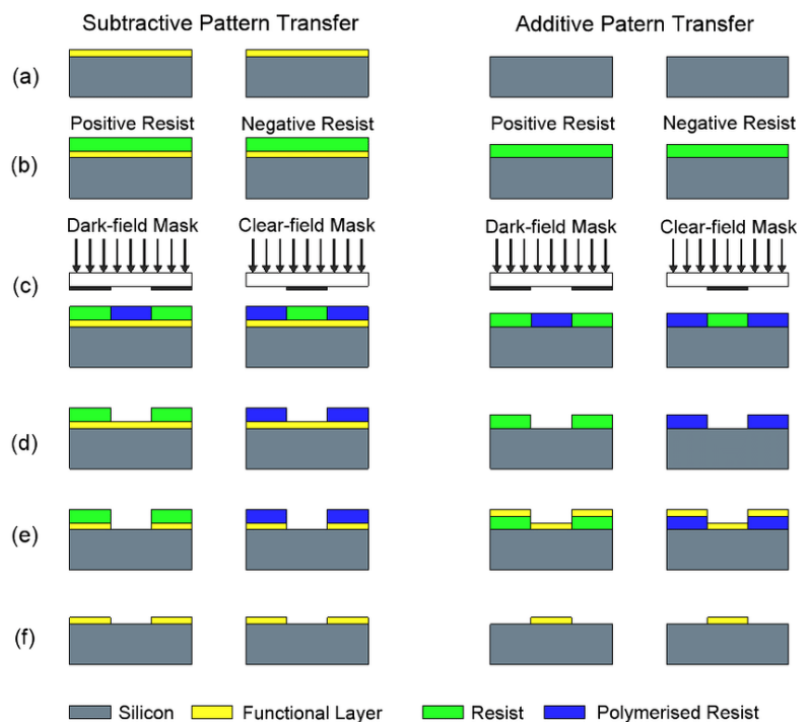 Subtractive Pattern Transfer Additive Patern Transfer
(a)
Positive Resist Negative Resist Positive Resist Negative Resist
(b)
Dark-field Mask Clear-field Mask Dark-field Mask Clear-field Mask
(c)
(d)
(e)
(f)
Silicon Functional Layer Resist Polymerised Resist